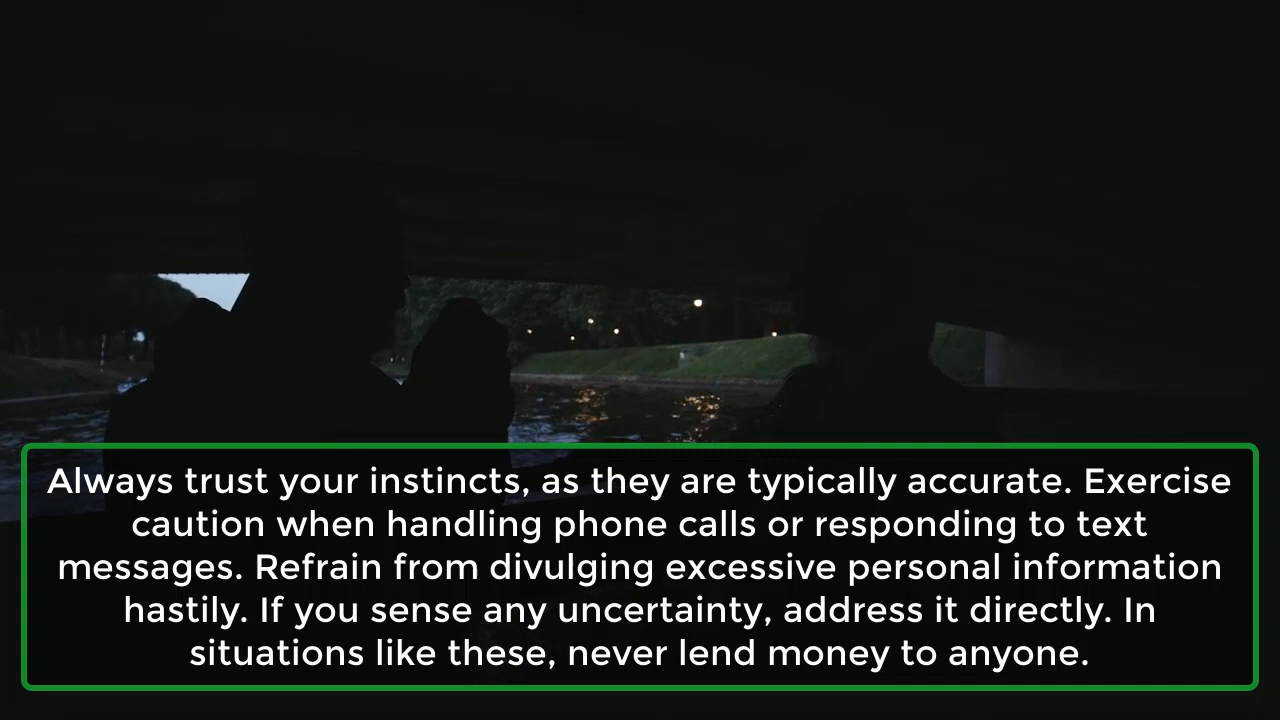 Always trust your instincts, as they are typically accurate. Exercise
caution when handling phone calls or responding to text
messages. Refrain from divulging excessive personal information
hastily. If you sense any uncertainty, address it directly. In
situations like these, never lend money to anyone.